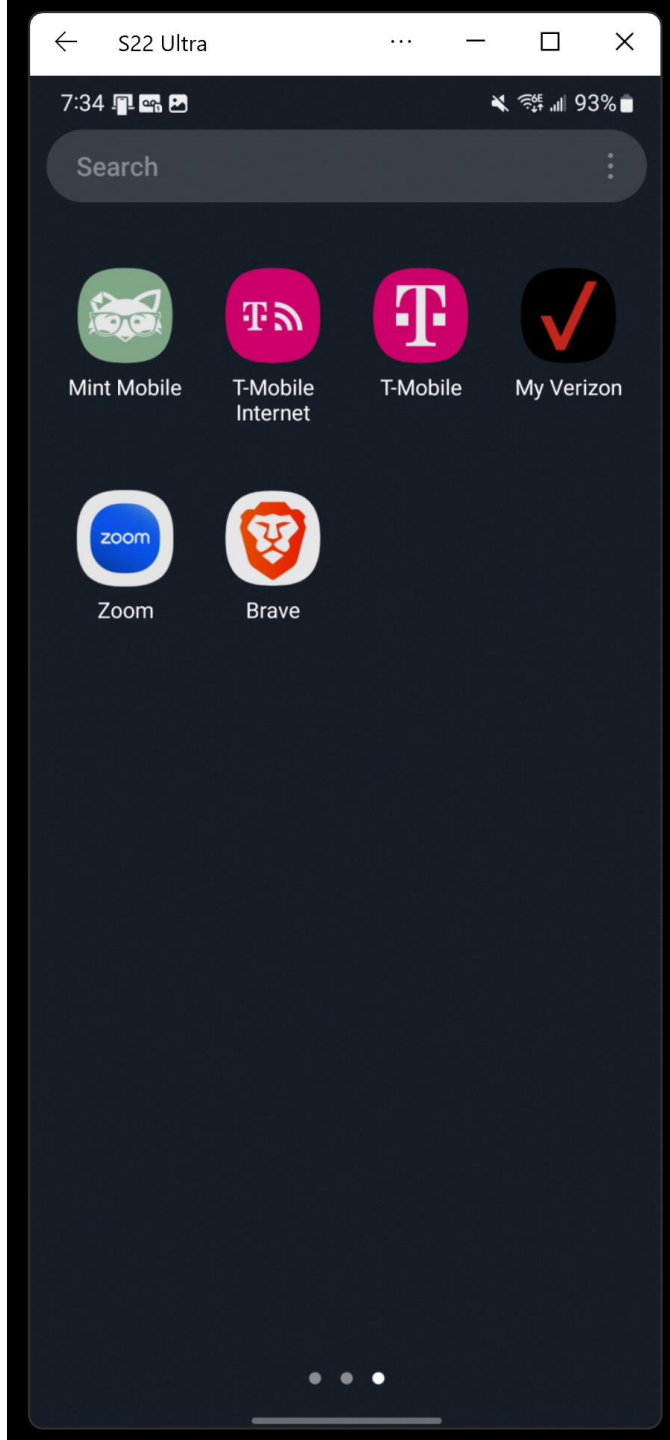 S22 Ultra
7:34 93%
Search
Mint Mobile
T-Mobile
Internet
T-Mobile
My Verizon
zoom
Zoom
Brave